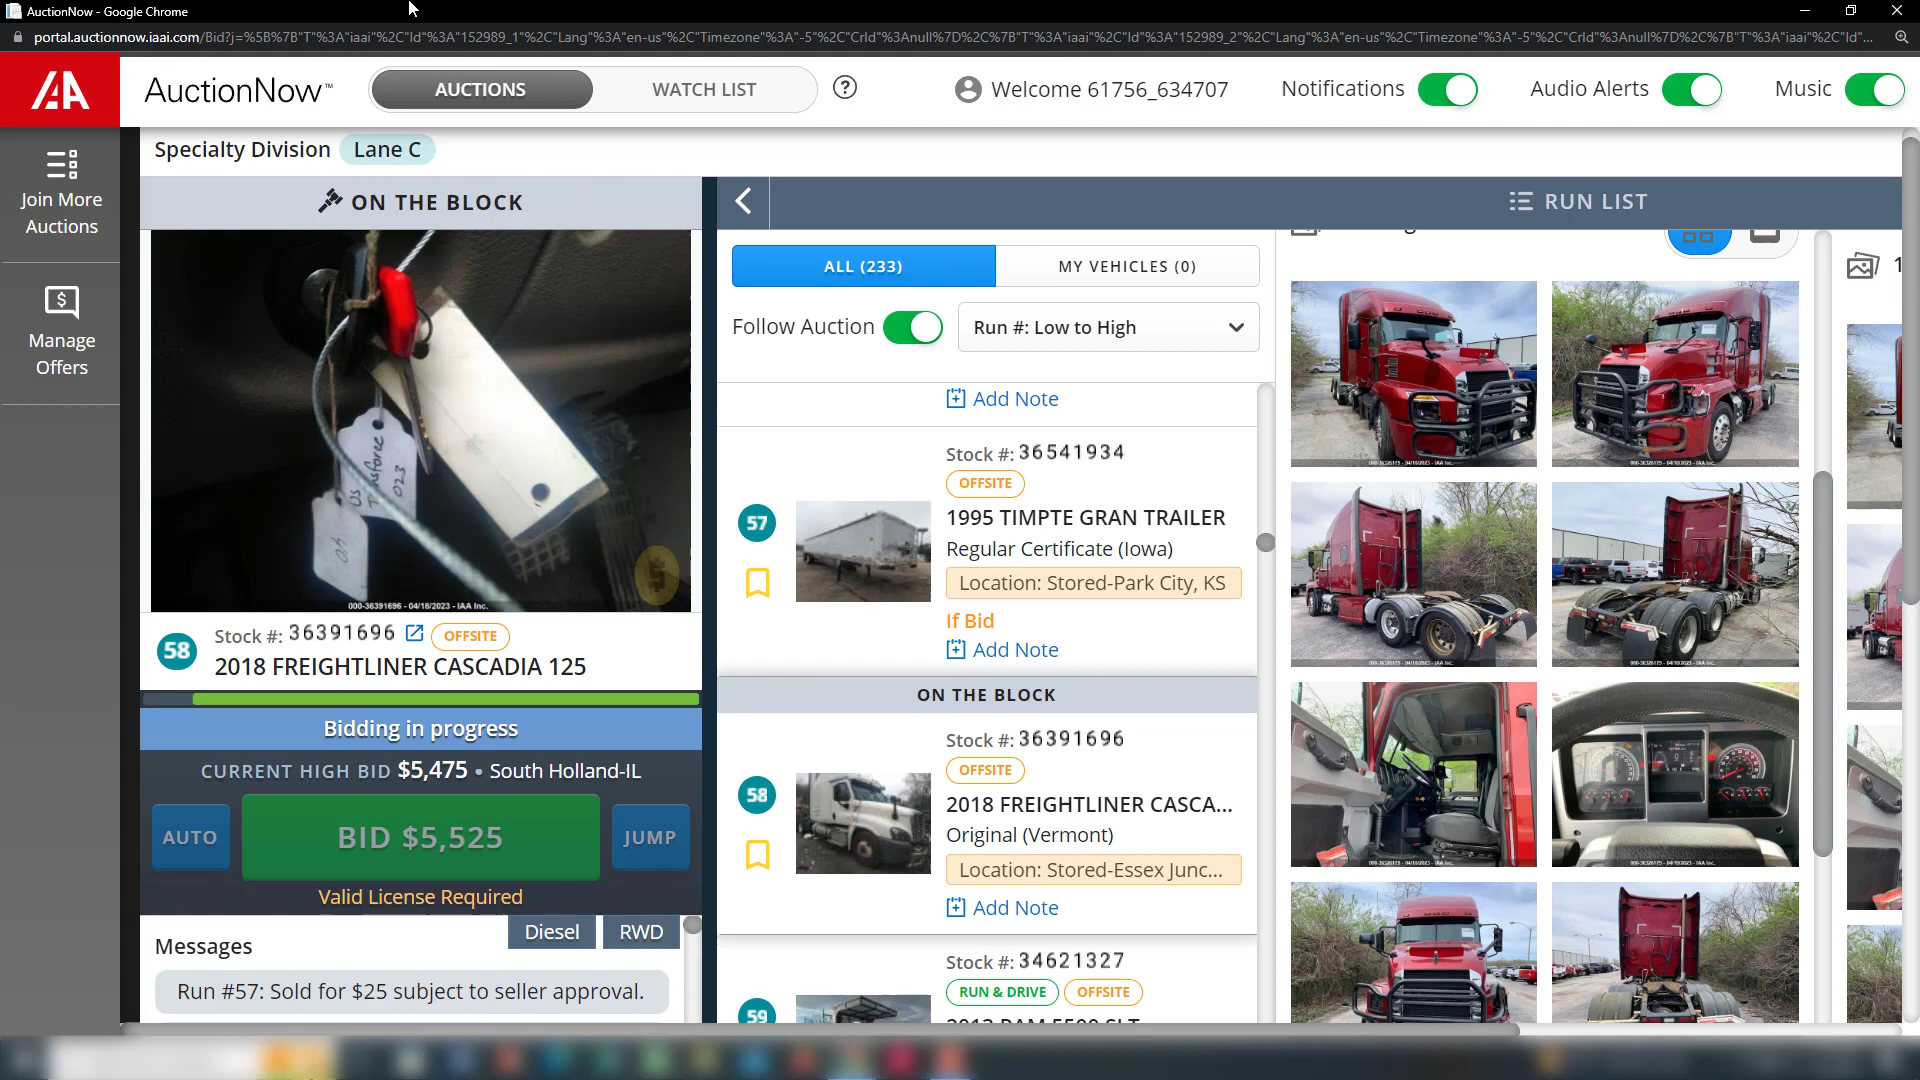 AuctionNow - Google Chrome
portal.auctionnow.iaai.com/Bid?j=%5B%7B"T"%3A"iaai"%2C"Id"%3A"152989_1"%2C"Lang"%3A"en-us"%2C"Timezone"%3A"-5"%2C"CrId"%3Anull%7D%2C%7B"T"%3A"iaai"%2C"Id"%3A"152989_2"%2C"Lang"%3A"en-us"%2C"Timezone"%3A"-5"%2C"CrId"%3Anull%7D%2C%7B"T"%3A"iaai"%2C"Id"...
IAA
AuctionNow™
AUCTIONS
WATCH LIST
Welcome 61756_634707
Notifications
Audio Alerts
Music
Join More
Auctions
Manage
Offers
Specialty Division Lane C
ON THE BLOCK
US
Transforce
023
000-36391696 - 04/18/2023 - IAA Inc.
58
Stock #: 36391696 OFFSITE
2018 FREIGHTLINER CASCADIA 125
Bidding in progress
CURRENT HIGH BID $5,475 • South Holland-IL
AUTO
BID $5,525
JUMP
Valid License Required
Diesel
RWD
Messages
Run #57: Sold for $25 subject to seller approval.
RUN LIST
ALL (233)
MY VEHICLES (0)
Follow Auction
Run #: Low to High
Add Note
57
Stock #: 36541934
OFFSITE
1995 TIMPTE GRAN TRAILER
Regular Certificate (Iowa)
Location: Stored-Park City, KS
If Bid
Add Note
ON THE BLOCK
58
Stock #: 36391696
OFFSITE
2018 FREIGHTLINER CASCA...
Original (Vermont)
Location: Stored-Essex Junc...
Add Note
59
Stock #: 34621327
RUN & DRIVE OFFSITE
2013 RAM 5500 SLT